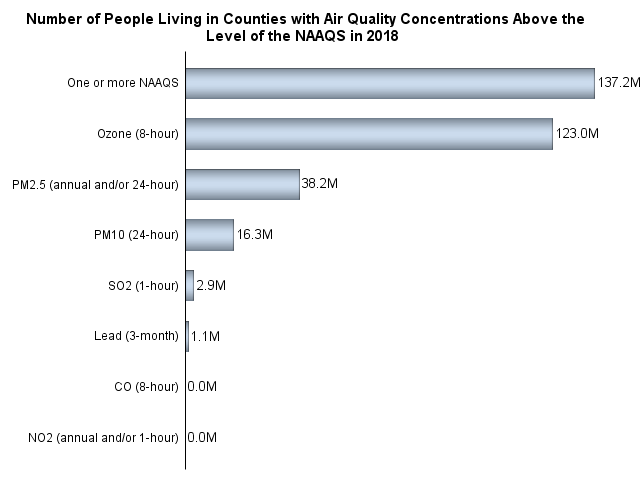 Number of People Living in Counties with Air Quality Concentrations Above the
Level of the NAAQS in 2018
One or more NAAQS 137.2M
Ozone (8-hour) 123.0M
PM2.5 (annual and/or 24-hour) 38.2M
PM10 (24-hour) 16.3M
SO2 (1-hour) 2.9M
Lead (3-month) 1.1M
CO (8-hour) 0.0M
NO2 (annual and/or 1-hour) 0.0M